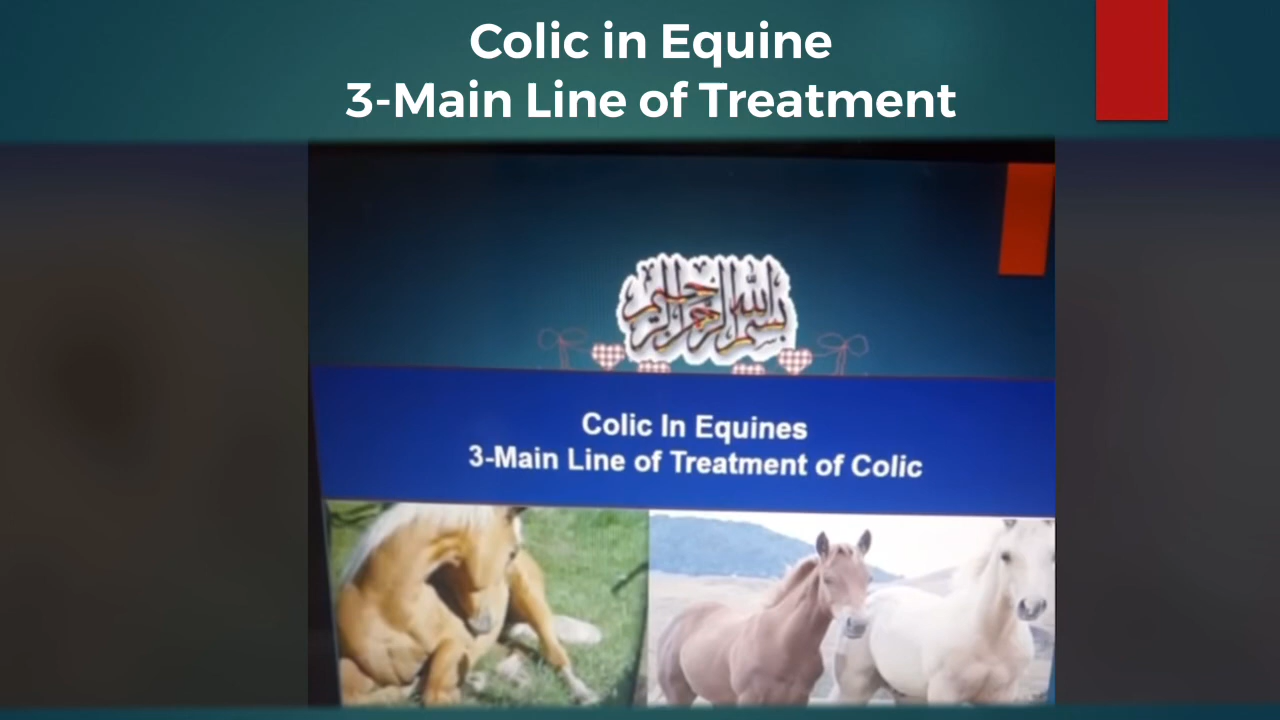 Colic in Equine
3-Main Line of Treatment
بسم الله الرحمن الرحيم
Colic In Equines
3-Main Line of Treatment of Colic